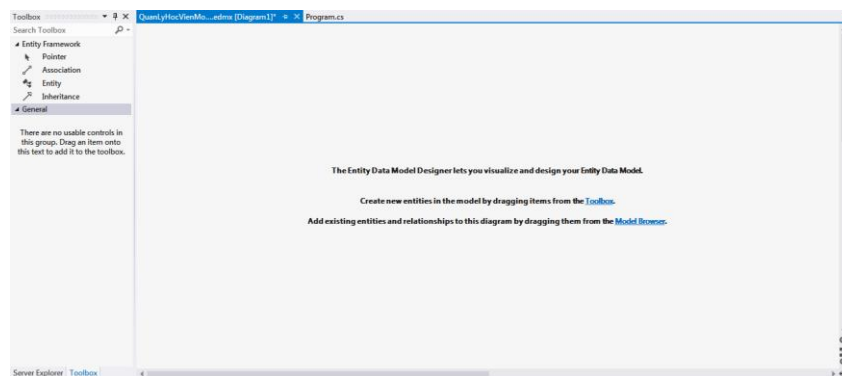 Toolbox
QuanLyHocVienMo....edmx [Diagram1]*
Program.cs
Search Toolbox
Entity Framework
Pointer
Association
Entity
Inheritance
General
There are no usable controls in
this group. Drag an item onto
this text to add it to the toolbox.
The Entity Data Model Designer lets you visualize and design your Entity Data Model.
Create new entities in the model by dragging items from the Toolbox.
Add existing entities and relationships to this diagram by dragging them from the Model Browser.
Server Explorer Toolbox